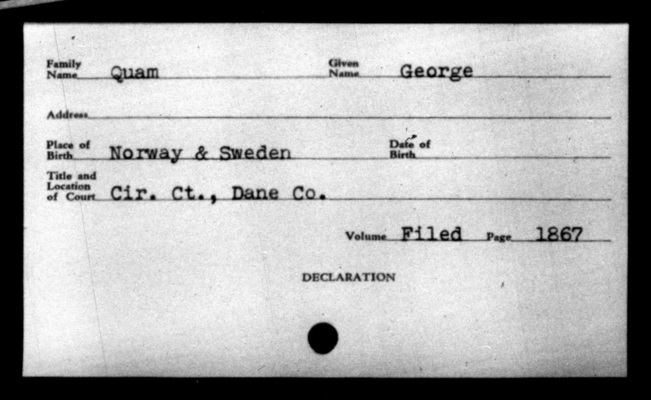 Family Name Quam Given Name George
Address
Place of Birth Norway & Sweden Date of Birth
Title and Location of Court Cir. Ct., Dane Co.
Volume Filed Page 1867
DECLARATION